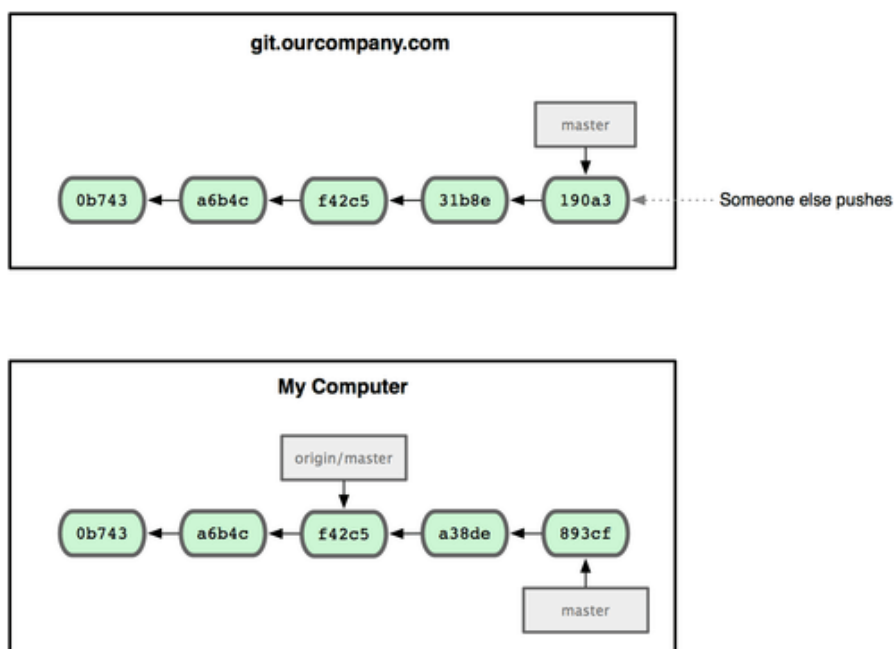 git.ourcompany.com
master
0b743 a6b4c f42c5 31b8e 190a3 Someone else pushes
My Computer
origin/master
0b743 a6b4c f42c5 a38de 893cf
master